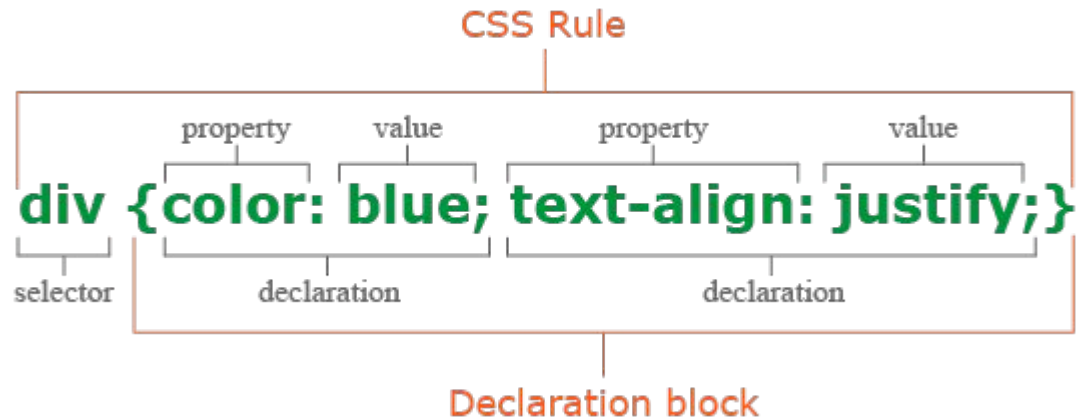 CSS Rule
property value property value
div {color: blue; text-align: justify;}
selector declaration declaration
Declaration block